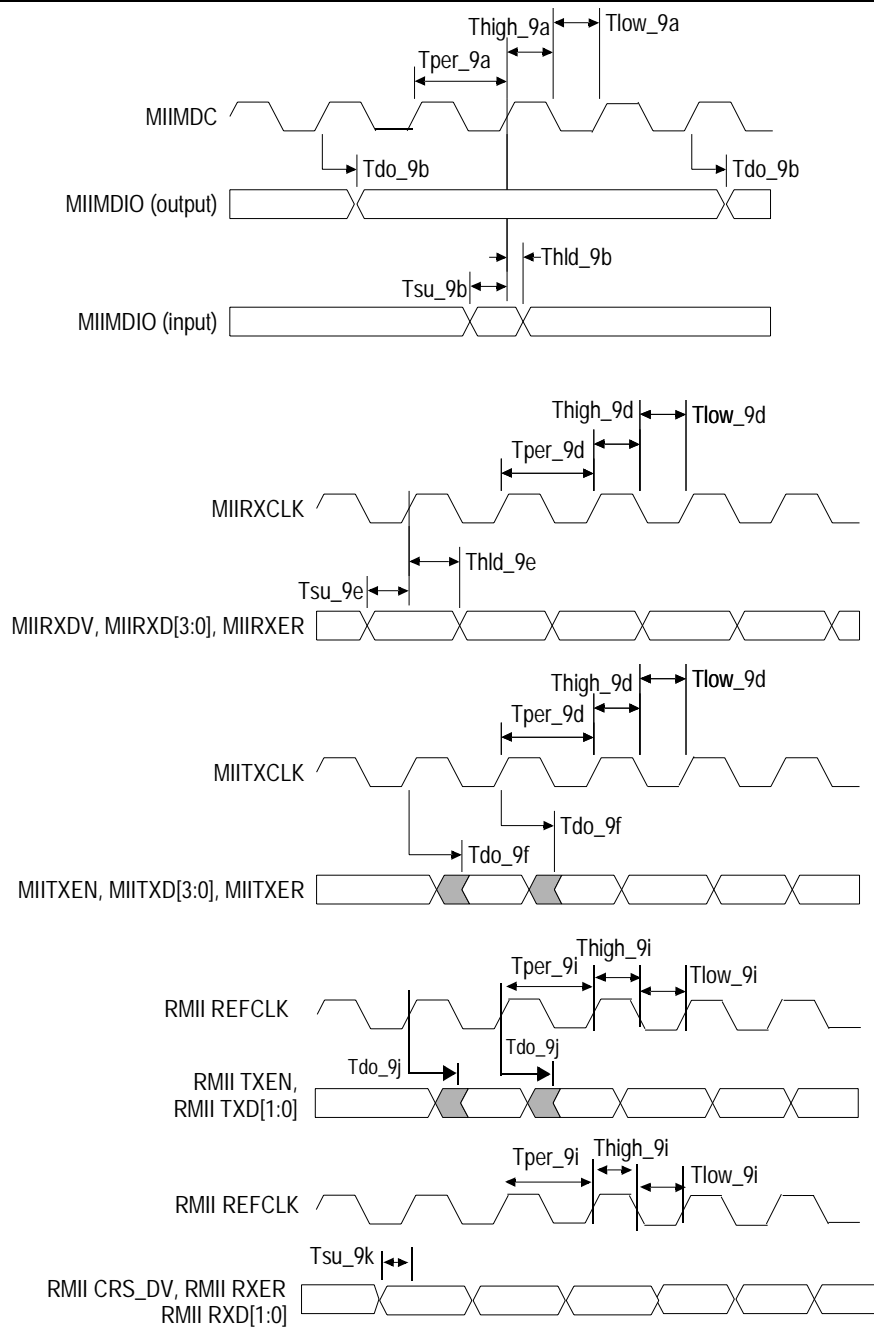 Thigh_9a
Tlow_9a
Tper_9a
MIIMDC
Tdo_9b
Tdo_9b
MIIMDIO (output)
Thld_9b
Tsu_9b
MIIMDIO (input)
Thigh_9d
Tlow_9d
Tper_9d
MIIRXCLK
Thld_9e
Tsu_9e
MIIRXDV, MIIRXD[3:0], MIIRXER
Thigh_9d
Tlow_9d
Tper_9d
MIITXCLK
Tdo_9f
Tdo_9f
MIITXEN, MIITXD[3:0], MIITXER
Thigh_9i
Tper_9i
Tlow_9i
RMII REFCLK
Tdo_9j
Tdo_9j
RMII TXEN,
RMII TXD[1:0]
Thigh_9i
Tper_9i
Tlow_9i
RMII REFCLK
Tsu_9k
RMII CRS_DV, RMII RXER
RMII RXD[1:0]